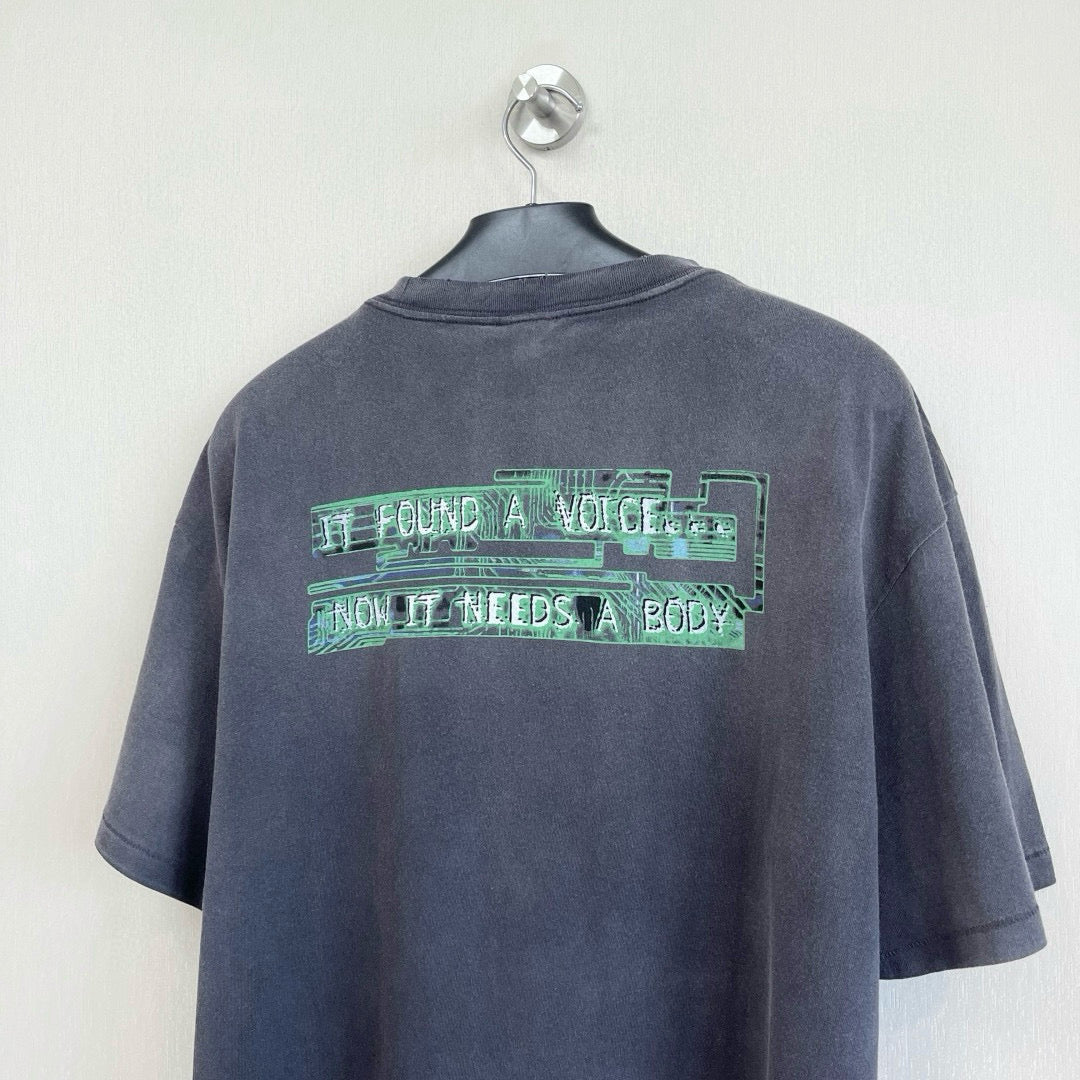 IT FOUND A VOICE....
NOW IT NEEDS A BODY